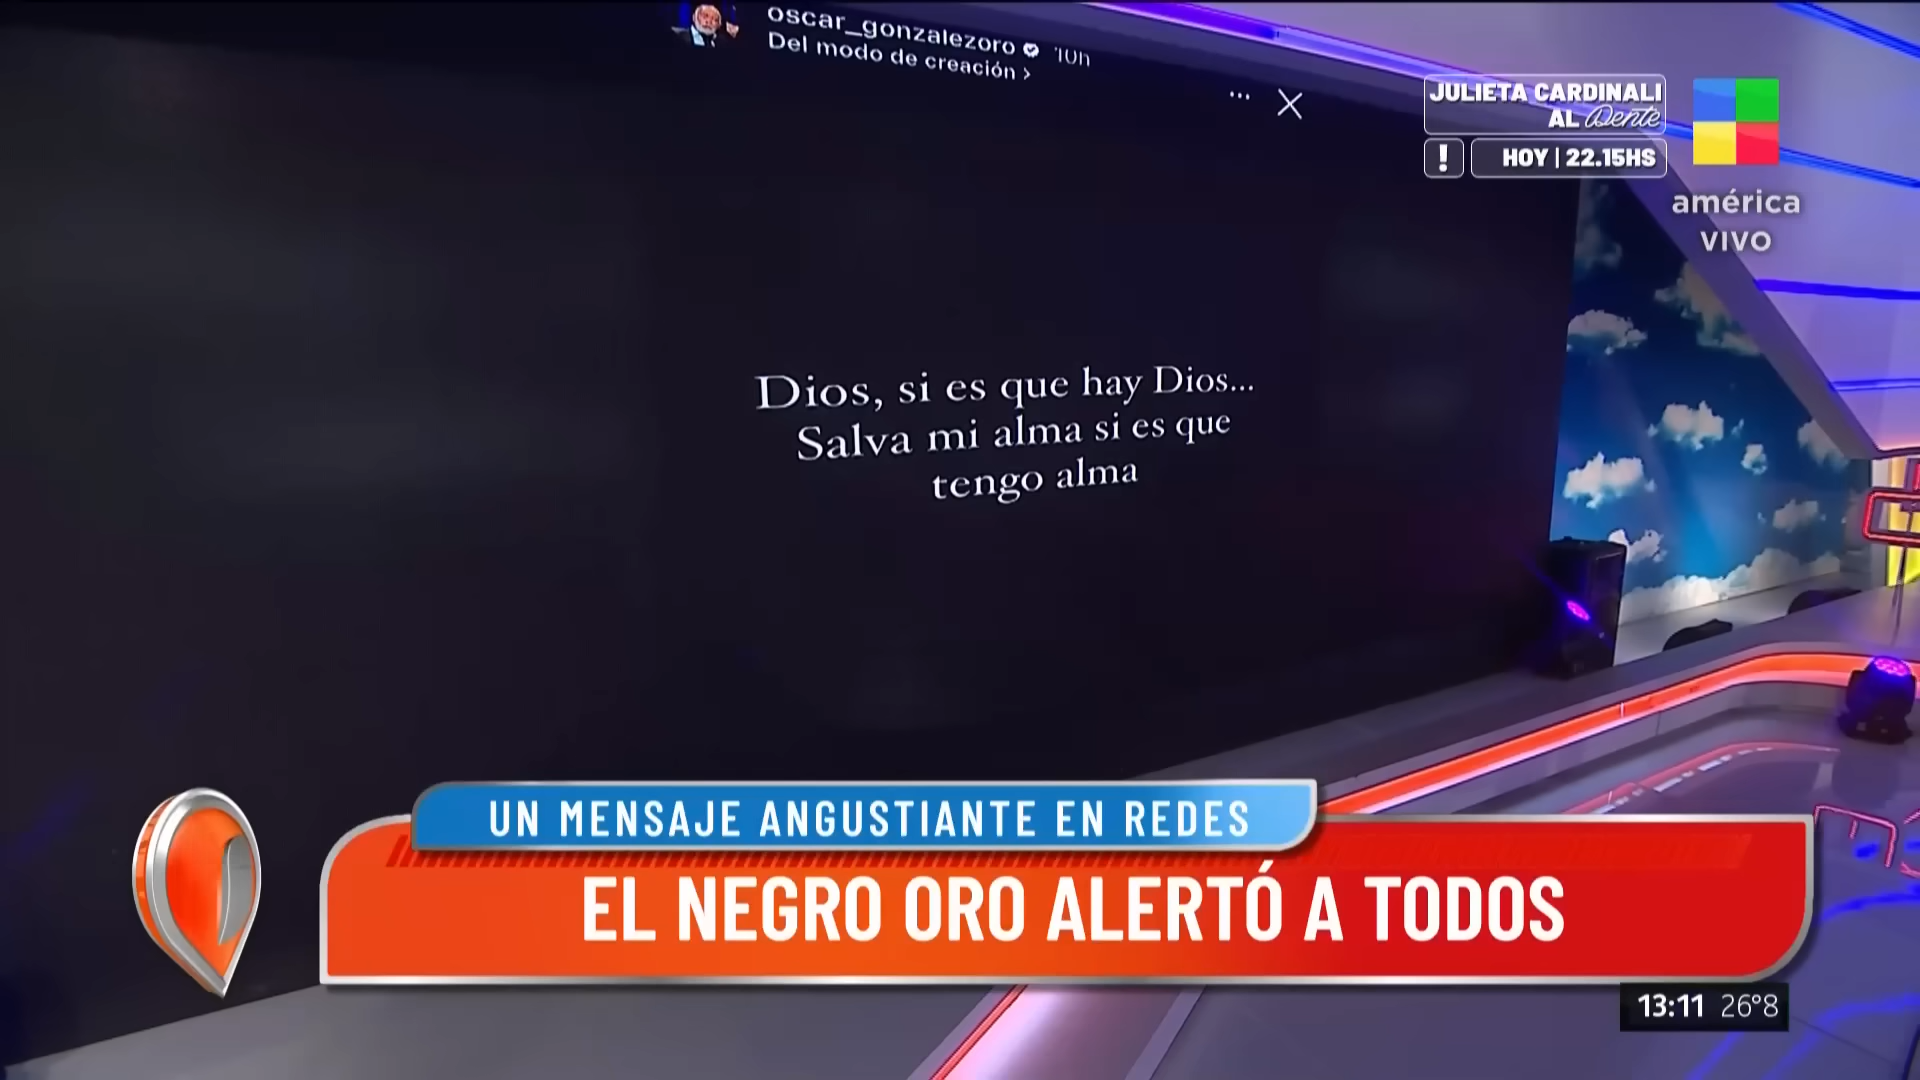 oscar_gonzalezoro 10h
Del modo de creación >
JULIETA CARDINALI
AL Dente
! HOY | 22.15HS
américa
VIVO
Dios, si es que hay Dios...
Salva mi alma si es que
tengo alma
UN MENSAJE ANGUSTIANTE EN REDES
EL NEGRO ORO ALERTÓ A TODOS
13:11 26°8